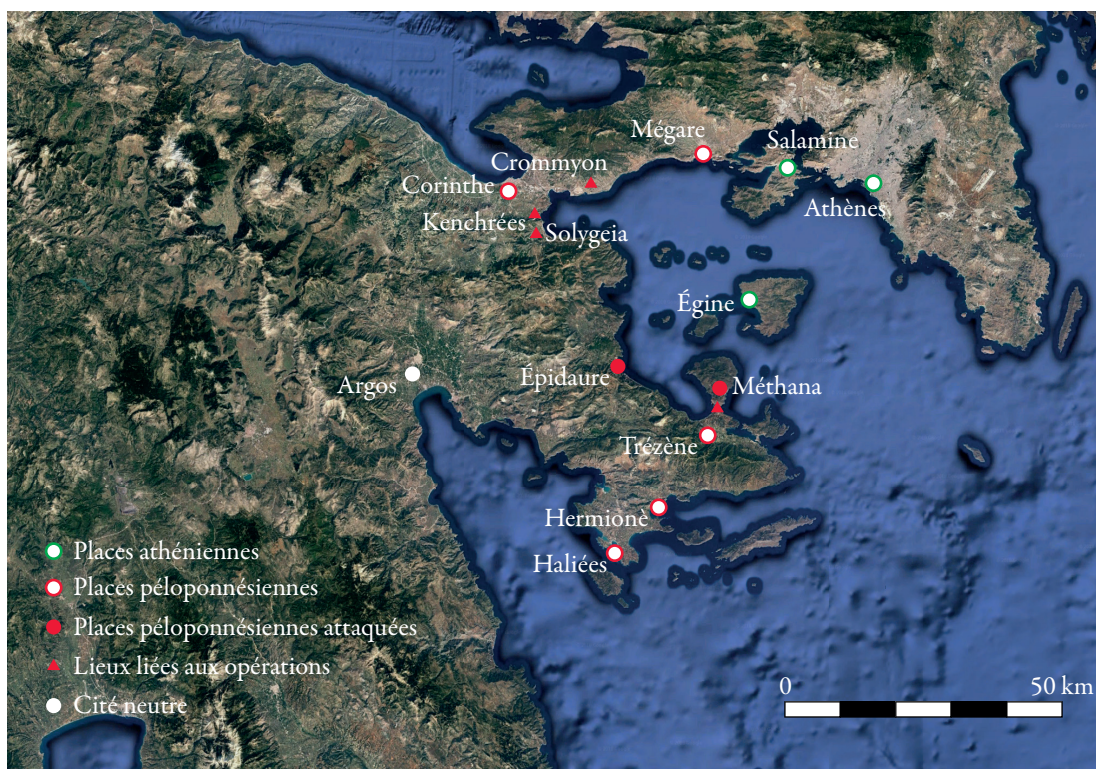 Mégare
Salamine
Crommyon
Corinthe
Athènes
Kenchrées
Solygeia
Égine
Argos
Épidaure
Méthana
Trézène
Hermionè
Haliées
Places athéniennes
Places péloponnésiennes
Places péloponnésiennes attaquées
Lieux liées aux opérations
Cité neutre
0 50 km